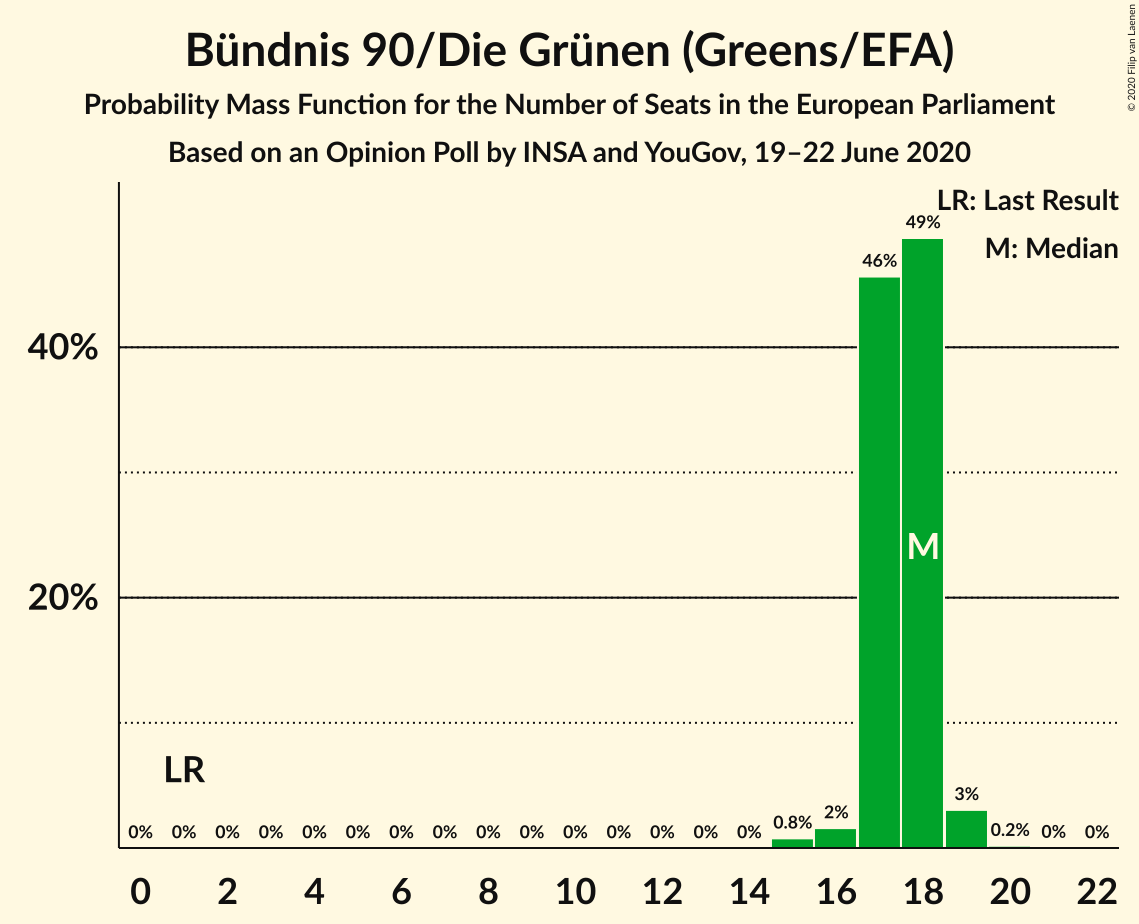 Bündnis 90/Die Grünen (Greens/EFA)
Probability Mass Function for the Number of Seats in the European Parliament
Based on an Opinion Poll by INSA and YouGov, 19–22 June 2020
© 2020 Filip van Laenen
LR: Last Result
M: Median
49%
46%
40%
M
20%
LR
0% 0% 0% 0% 0% 0% 0% 0% 0% 0% 0% 0% 0% 0% 0% 0.8% 2% 3% 0.2% 0% 0%
0 2 4 6 8 10 12 14 16 18 20 22